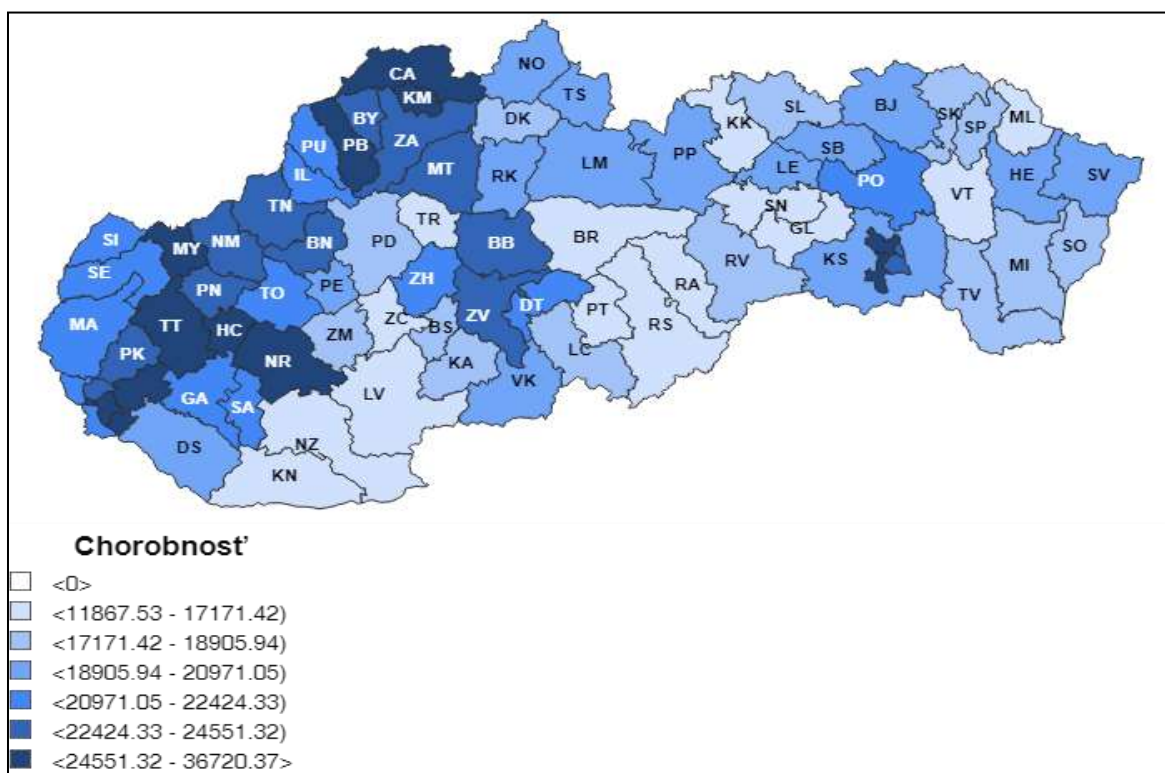 CA
NO
KM
TS
BY
DK
KK
SL
BJ
SK
SP
ML
PU
PB
ZA
SB
IL
MT
RK
LM
PP
LE
PO
HE
SV
TN
TR
SN
VT
SI
MY
NM
BN
PD
BB
BR
GL
SO
SE
PN
TO
PE
ZH
RV
KS
MI
RA
TV
MA
TT
HC
ZM
ZC
BS
ZV
DT
PT
RS
PK
NR
KA
LC
GA
SA
LV
VK
DS
NZ
KN
Chorobnosť
<0>
<11867.53 - 17171.42)
<17171.42 - 18905.94)
<18905.94 - 20971.05)
<20971.05 - 22424.33)
<22424.33 - 24551.32)
<24551.32 - 36720.37>